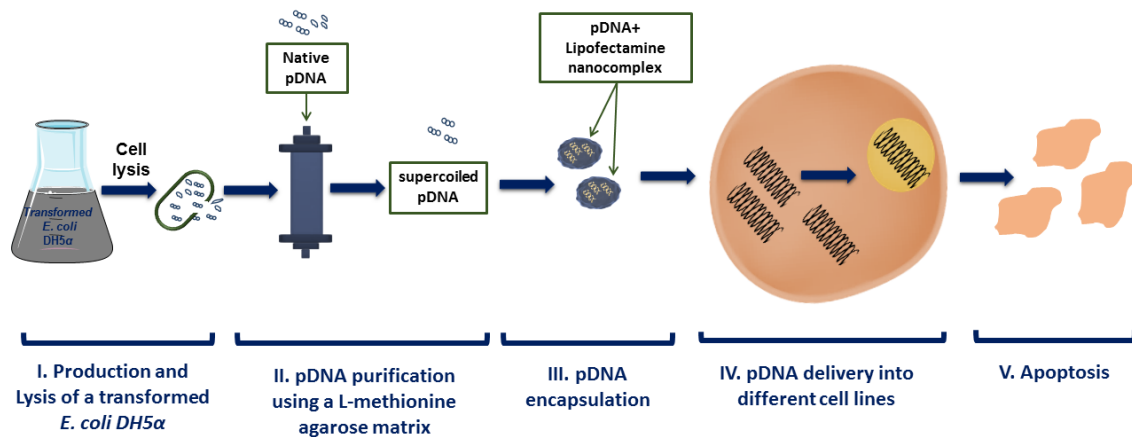 Native
pDNA
pDNA+
Lipofectamine
nanocomplex
Cell
lysis
supercoiled
pDNA
Transformed
E. coli
DH5α
I. Production and
Lysis of a transformed
E. coli DH5α
II. pDNA purification
using a L-methionine
agarose matrix
III. pDNA
encapsulation
IV. pDNA delivery into
different cell lines
V. Apoptosis